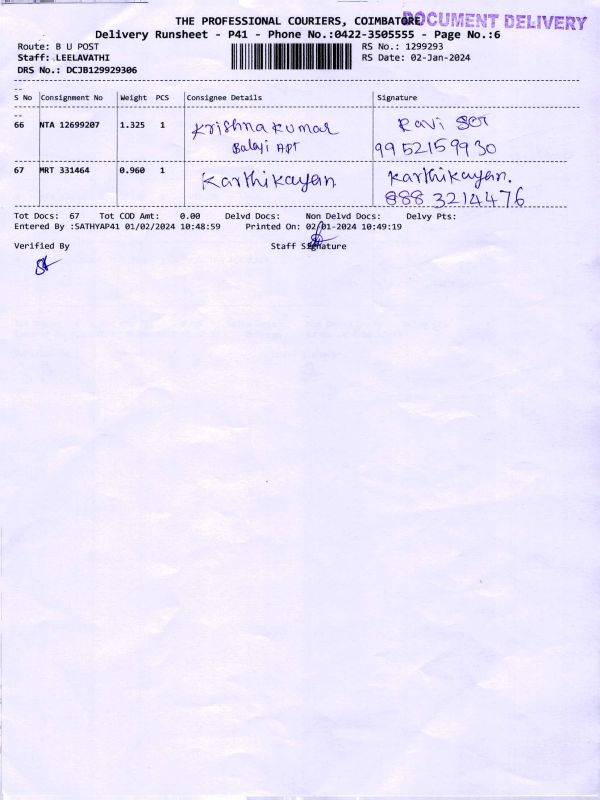 THE PROFESSIONAL COURIERS, COIMBATORE
DOCUMENT DELIVERY
Delivery Runsheet - P41 - Phone No.:0422-3505555 - Page No.:6
Route: B U POST
RS No.: 1299293
Staff: LEELAVATHI
RS Date: 02-Jan-2024
DRS No.: DCJB129929306
S No Consignment No Weight PCS Consignee Details Signature
66 NTA 12699207 1.325 1 Krishnakumar Ravi
Balaji APT 9952159930
67 MRT 331464 0.960 1 Karthikayan Karthikayan.
888 3214476
Tot Docs: 67 Tot COD Amt: 0.00 Delvd Docs: Non Delvd Docs: Delvy Pts:
Entered By :SATHYAP41 01/02/2024 10:48:59 Printed On: 02/01-2024 10:49:19
Verified By Staff Signature